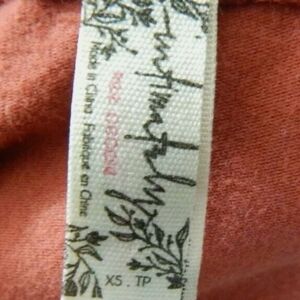 intimately
Made in China . Fabriqué en Chine
XS . TP